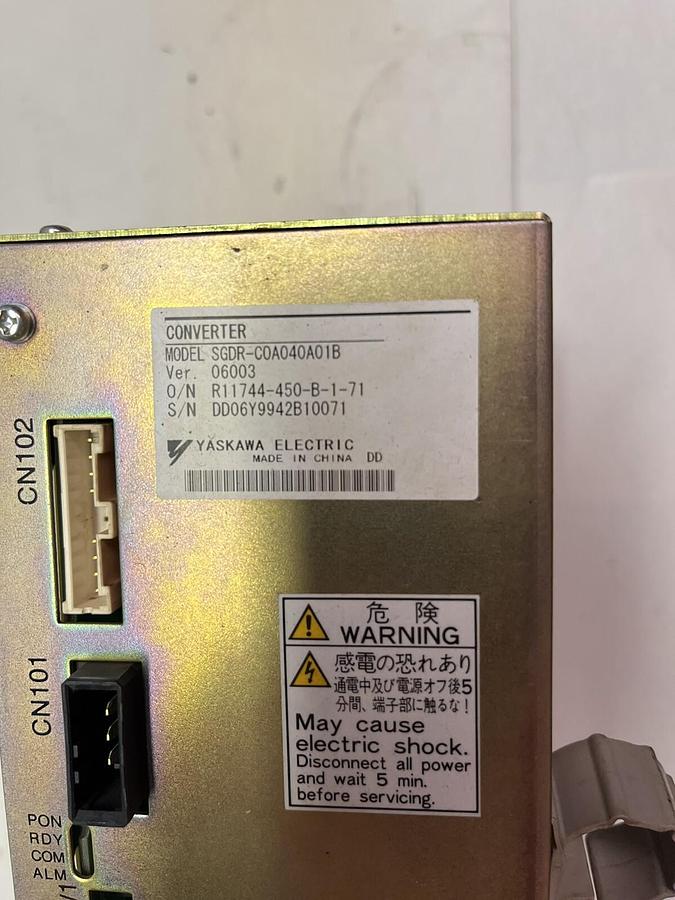 CONVERTER
MODEL SGDR-COA040A01B
Ver. 06003
O/N R11744-450-B-1-71
S/N DD06Y9942B10071
YASKAWA ELECTRIC
MADE IN CHINA DD
CN102
危険
WARNING
感電の恐れあり
通電中及び電源オフ後5
分間、端子部に触るな!
May cause
electric shock.
Disconnect all power
and wait 5 min.
before servicing.
CN101
PON
RDY
COM
ALM